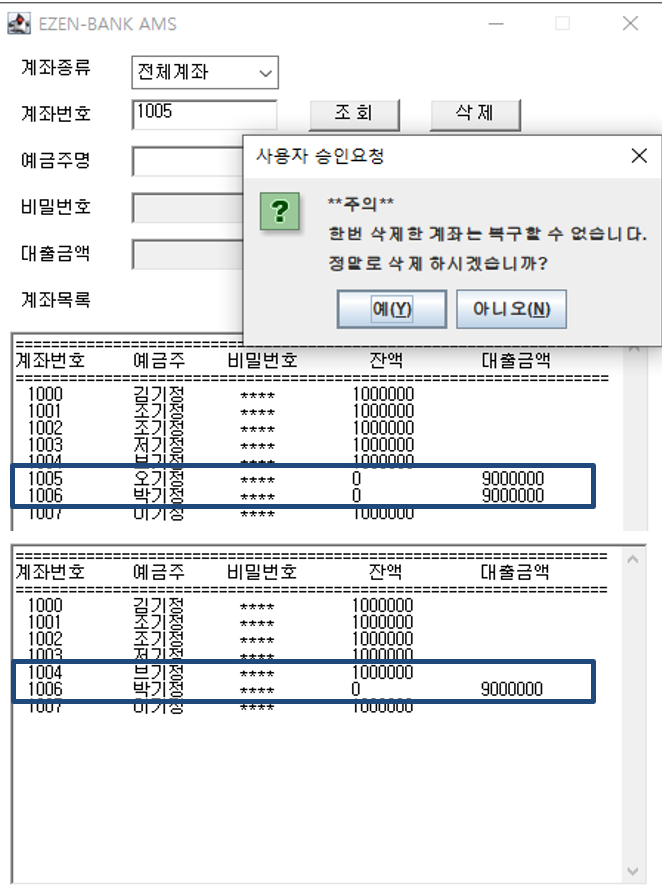 EZEN-BANK AMS
계좌종류 전체계좌
계좌번호 1005 조 회 삭 제
예금주명
비밀번호
대출금액
계좌목록
사용자 승인요청
**주의**
한번 삭제한 계좌는 복구할 수 없습니다.
정말로 삭제 하시겠습니까?
예(Y) 아니오(N)
계좌번호 예금주 비밀번호 잔액 대출금액
1000 김기정 **** 1000000
1001 조기정 **** 1000000
1002 조기정 **** 1000000
1003 저기정 **** 1000000
1004 브기정 **** 1000000
1005 오기정 **** 0 9000000
1006 박기정 **** 0 9000000
1007 이기정 **** 1000000
계좌번호 예금주 비밀번호 잔액 대출금액
1000 김기정 **** 1000000
1001 조기정 **** 1000000
1002 조기정 **** 1000000
1003 저기정 **** 1000000
1004 브기정 **** 1000000
1006 박기정 **** 0 9000000
1007 이기정 **** 1000000